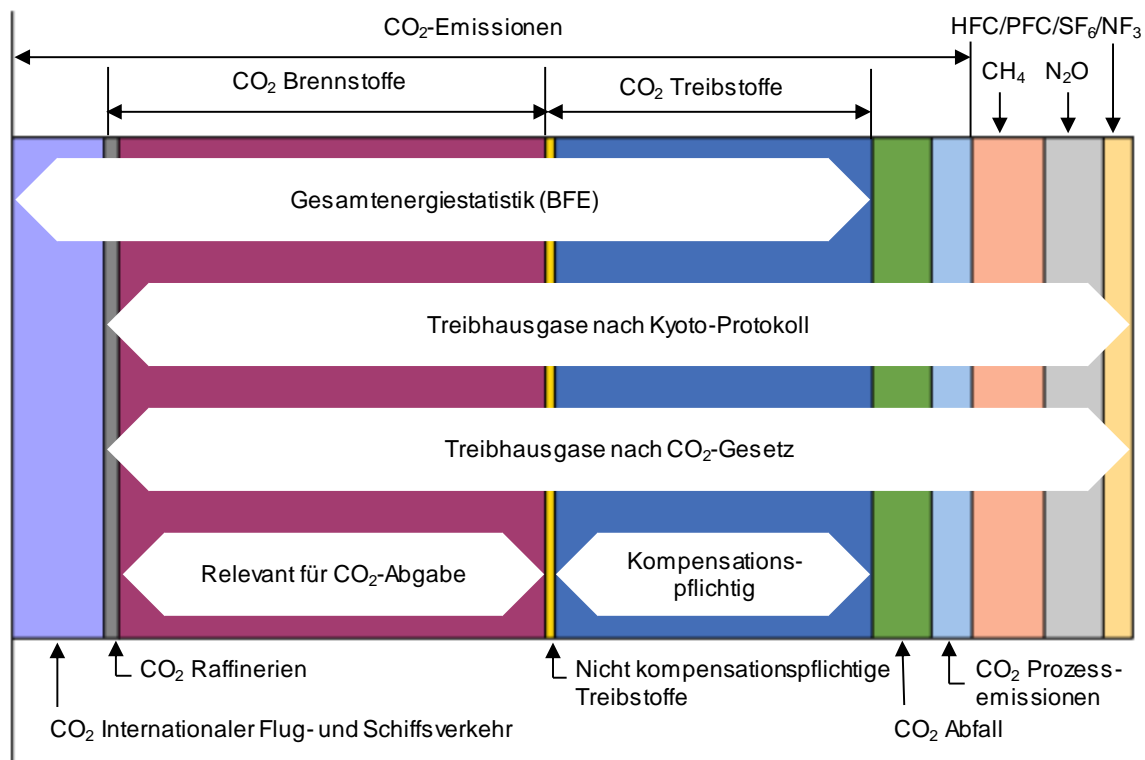 CO₂-Emissionen
HFC/PFC/SF₆/NF₃
CO₂ Brennstoffe
CO₂ Treibstoffe
CH₄
N₂O
Gesamtenergiestatistik (BFE)
Treibhausgase nach Kyoto-Protokoll
Treibhausgase nach CO₂-Gesetz
Relevant für CO₂-Abgabe
Kompensations-
pflichtig
CO₂ Raffinerien
Nicht kompensationspflichtige
Treibstoffe
CO₂ Prozess-
emissionen
CO₂ Internationaler Flug- und Schiffsverkehr
CO₂ Abfall